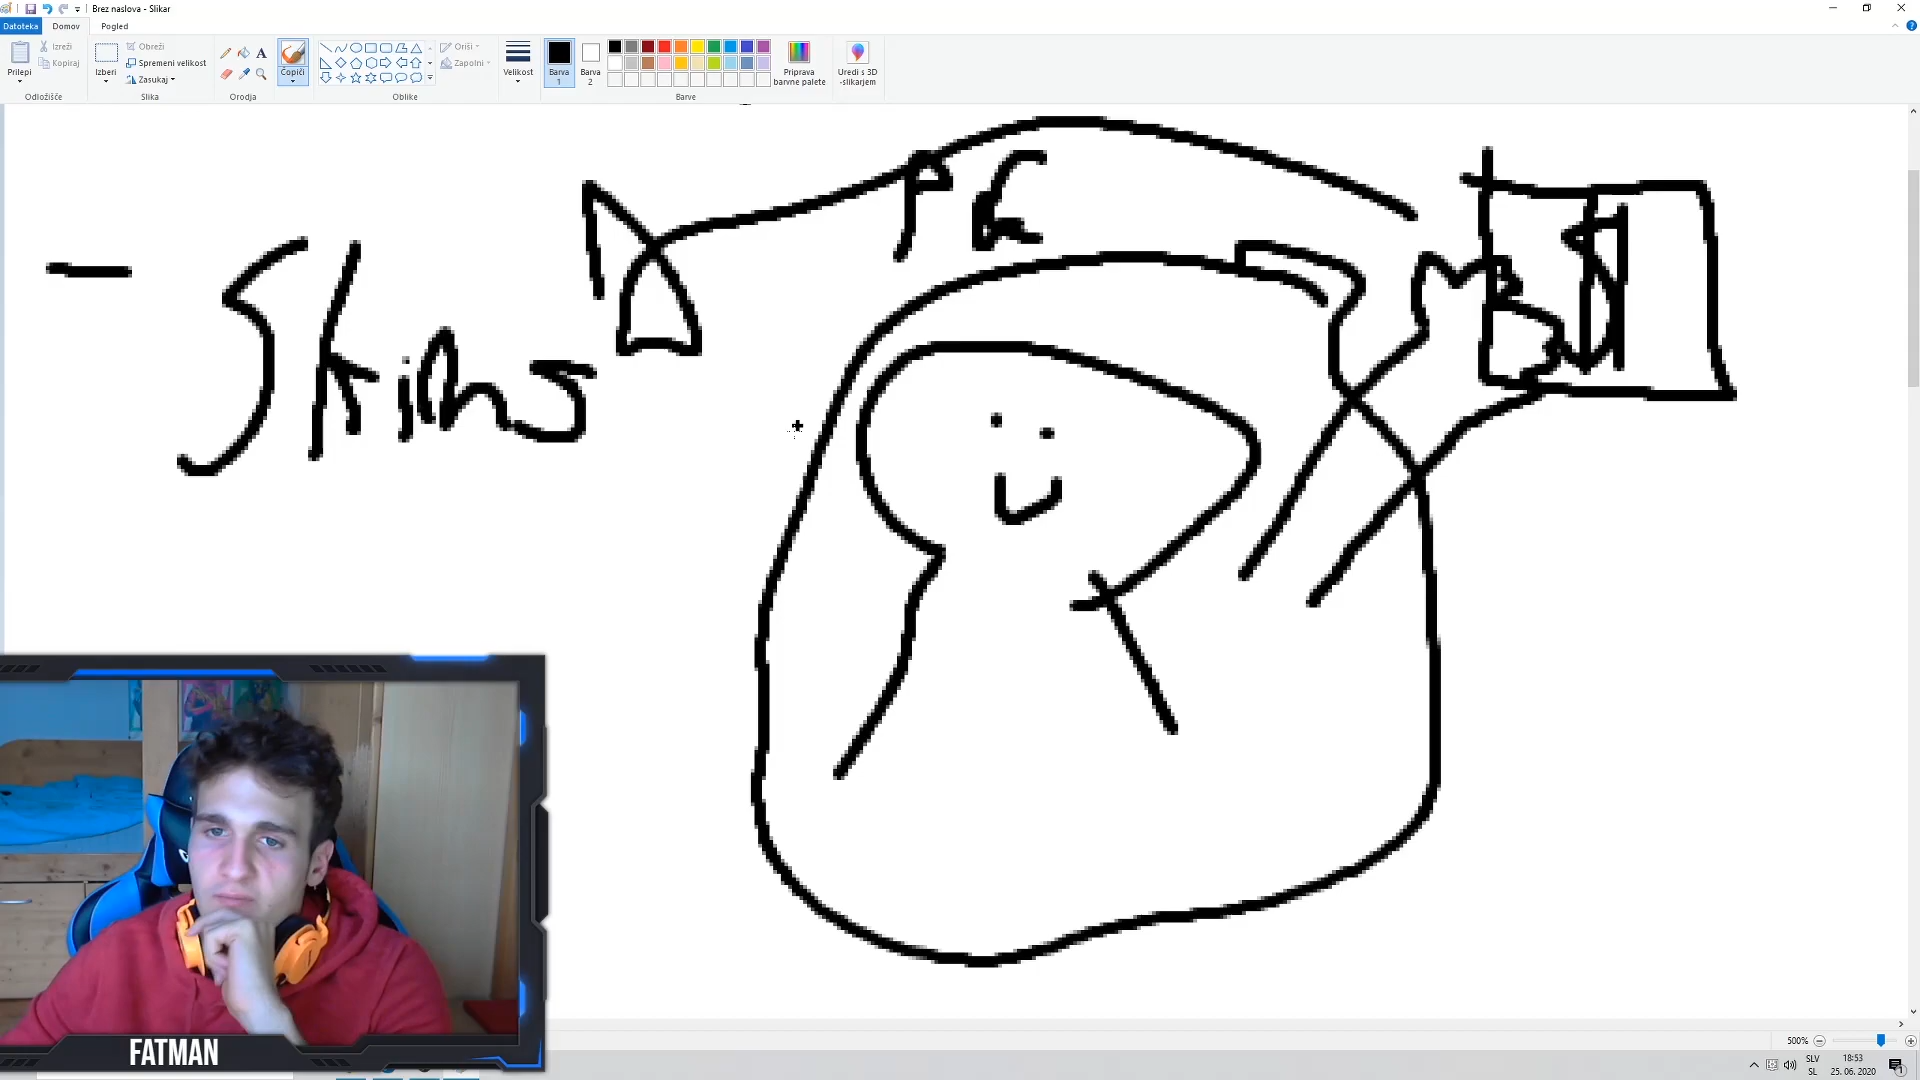 Brez naslova - Slikar
Datoteka Domov Pogled
Prilepi
Izreži
Kopiraj
Odložišče
Izberi
Obreži
Spremeni velikost
Zasukaj
Slika
A
Orodja
Čopiči
Oriši
Zapolni
Oblike
Velikost
Barva 1
Barva 2
Priprava barvne palete
Uredi s 3D -slikarjem
Barve
- Skins
FATMAN
500%
SLV
SL
18:53
25. 06. 2020